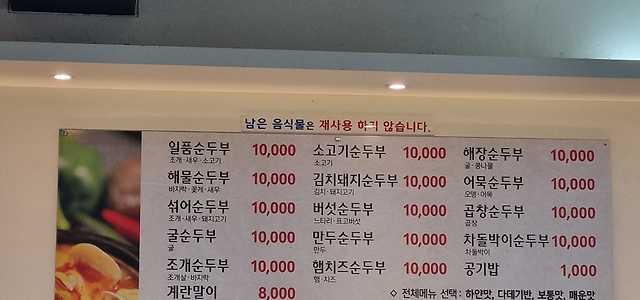 남은 음식물은 재사용 하지 않습니다.
일품순두부 10,000
조개·새우·소고기
해물순두부 10,000
바지락·꽃게·새우
섞어순두부 10,000
조개·새우·돼지고기
굴순두부 10,000
굴
조개순두부 10,000
조개살·바지락
계란말이 8,000
소고기순두부 10,000
소고기
김치돼지순두부 10,000
김치·돼지고기
버섯순두부 10,000
느타리·표고버섯
만두순두부 10,000
만두
햄치즈순두부 10,000
햄·치즈
해장순두부 10,000
굴·콩나물
어묵순두부 10,000
오뎅·어묵
곱창순두부 10,000
곱창
차돌박이순두부 10,000
차돌박이
공기밥 1,000
◇ 전체메뉴 선택: 하얀맛, 다데기맛, 보통맛, 매운맛